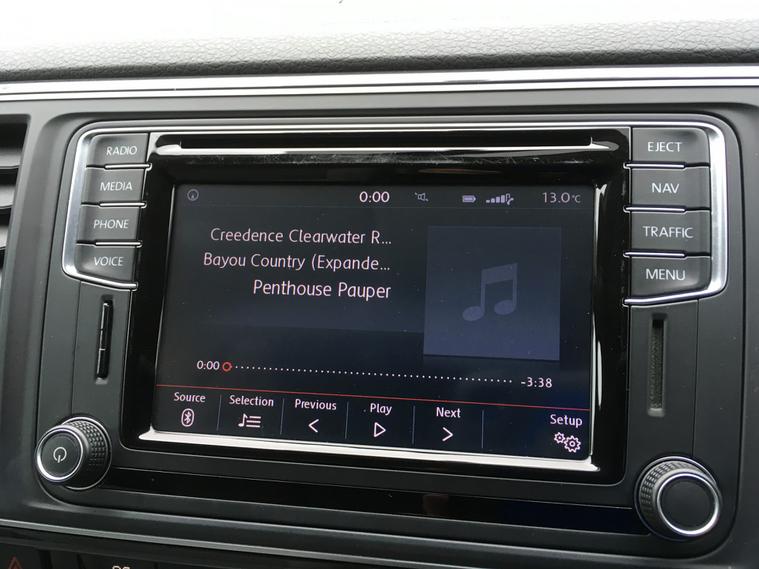 RADIO
MEDIA
PHONE
VOICE
0:00
13.0°C
Creedence Clearwater R...
Bayou Country (Expande...
Penthouse Pauper
0:00
-3:38
Source
Selection
Previous
Play
Next
Setup
EJECT
NAV
TRAFFIC
MENU